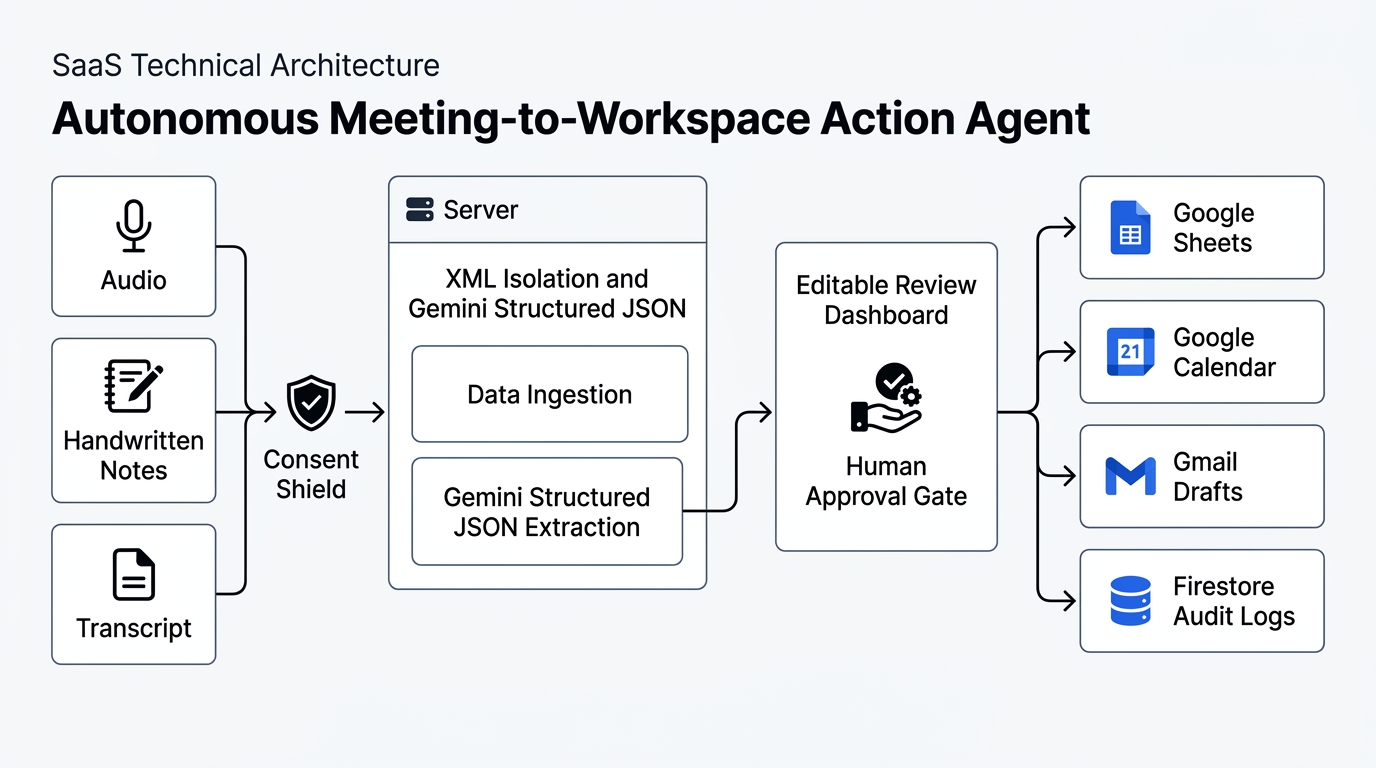 SaaS Technical Architecture
Autonomous Meeting-to-Workspace Action Agent
Audio
Handwritten
Notes
Transcript
Consent
Shield
Server
XML Isolation and
Gemini Structured JSON
Data Ingestion
Gemini Structured
JSON Extraction
Editable Review
Dashboard
Human
Approval Gate
Google
Sheets
21
Google
Calendar
Gmail
Drafts
Firestore
Audit Logs